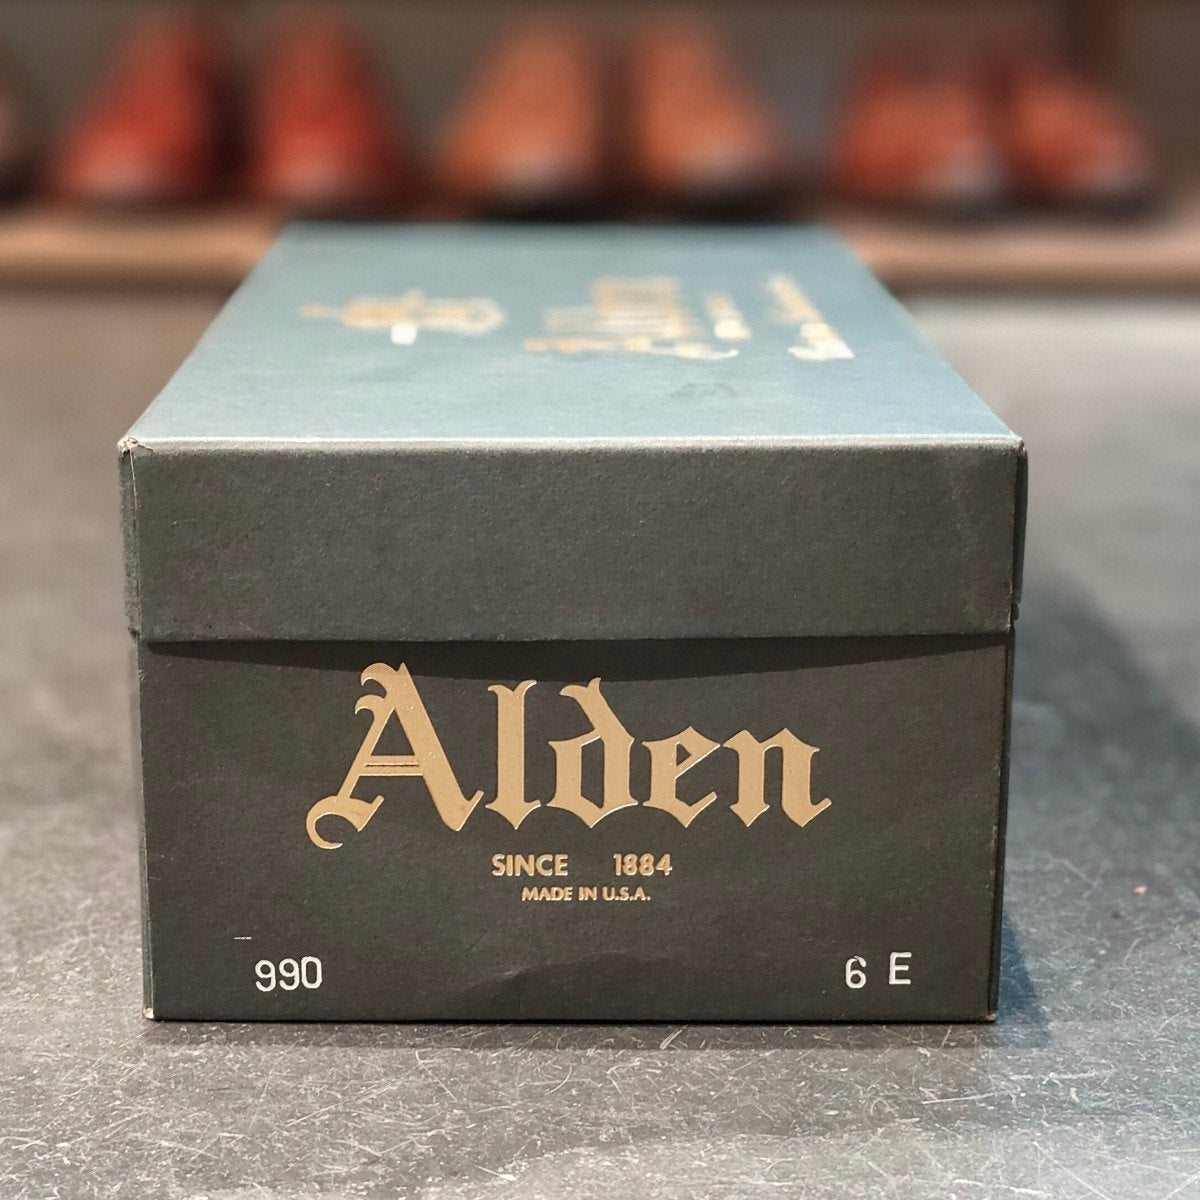 Alden
SINCE 1884
MADE IN U.S.A.
990 6 E